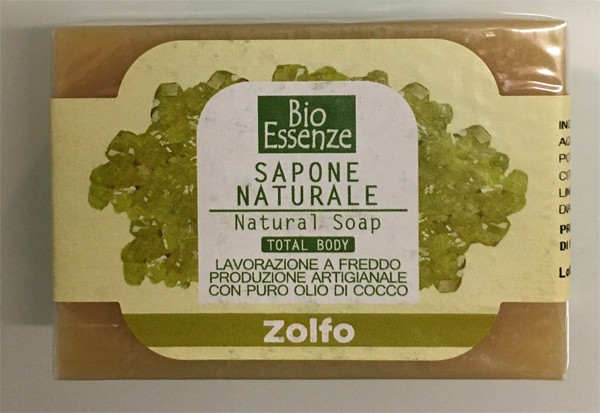 Bio
Essenze
SAPONE
NATURALE
Natural Soap
TOTAL BODY
LAVORAZIONE A FREDDO
PRODUZIONE ARTIGIANALE
CON PURO OLIO DI COCCO
Zolfo